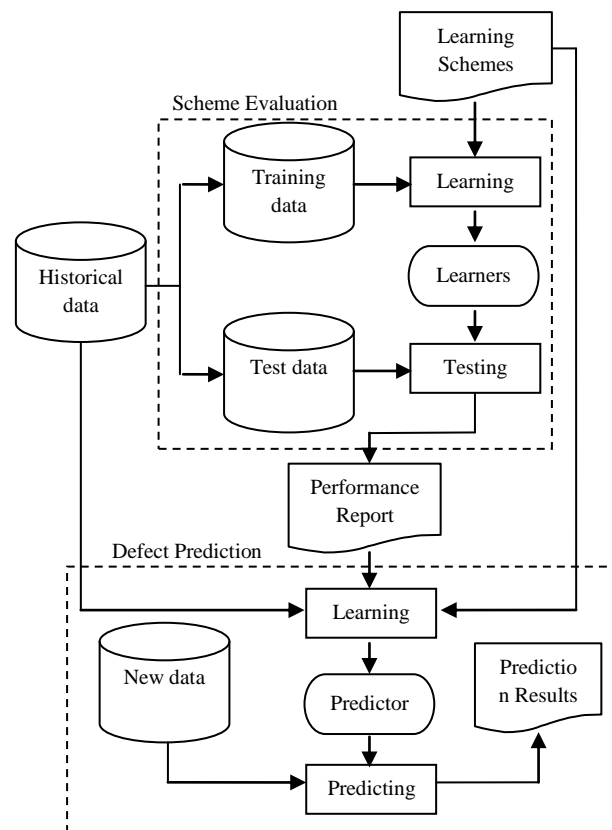 Learning
Schemes
Scheme Evaluation
Training
data
Learning
Historical
data
Learners
Test data
Testing
Performance
Report
Defect Prediction
Learning
New data
Predictor
Predictio
n Results
Predicting